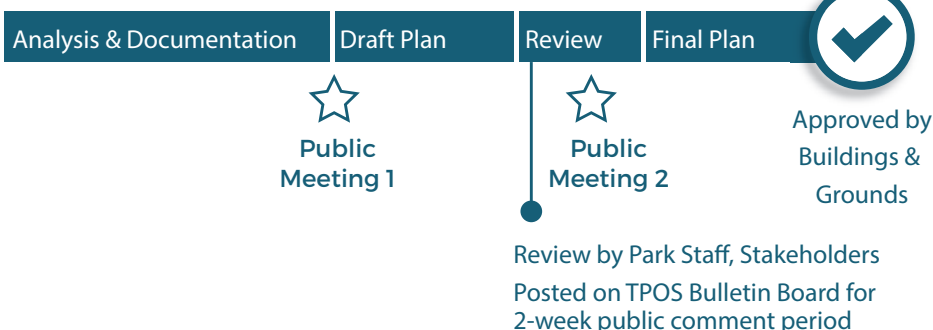 Analysis & Documentation
Draft Plan
Review
Final Plan
Public
Meeting 1
Public
Meeting 2
Approved by
Buildings &
Grounds
Review by Park Staff, Stakeholders
Posted on TPOS Bulletin Board for
2-week public comment period